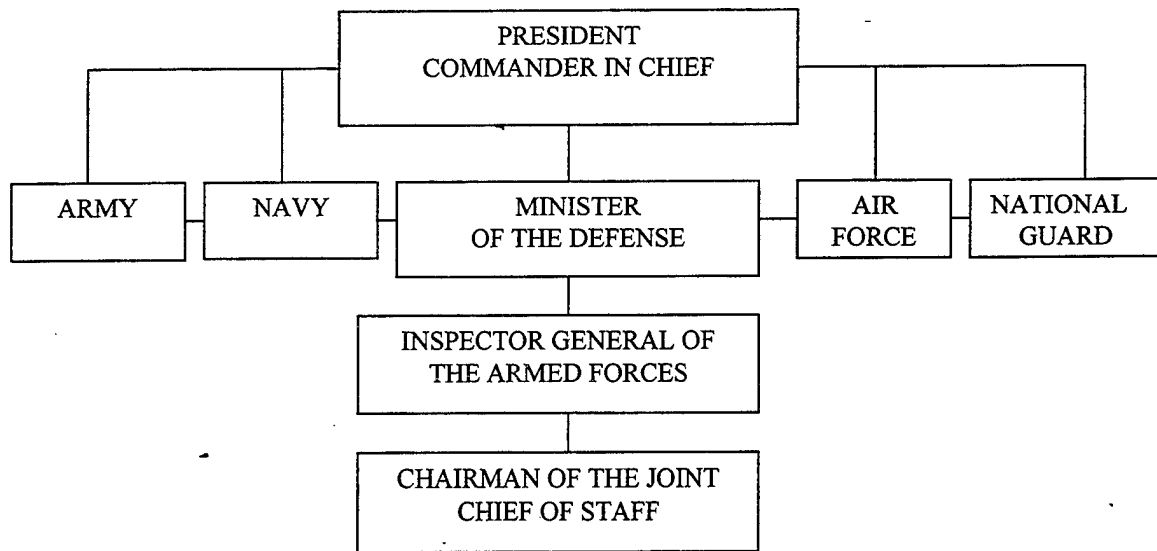 PRESIDENT
COMMANDER IN CHIEF
ARMY
NAVY
MINISTER
OF THE DEFENSE
AIR
FORCE
NATIONAL
GUARD
INSPECTOR GENERAL OF
THE ARMED FORCES
CHAIRMAN OF THE JOINT
CHIEF OF STAFF